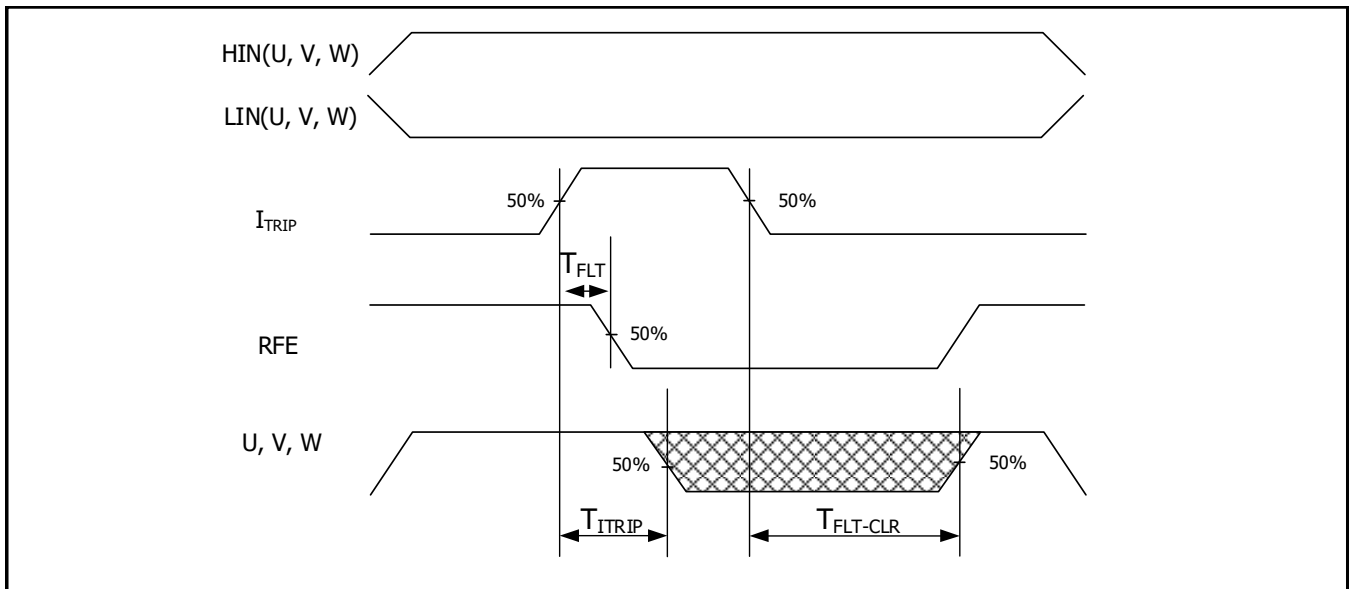 HIN(U, V, W)
LIN(U, V, W)
50%
50%
ITRIP
TFLT
50%
RFE
U, V, W
50%
50%
TITRIP
TFLT-CLR